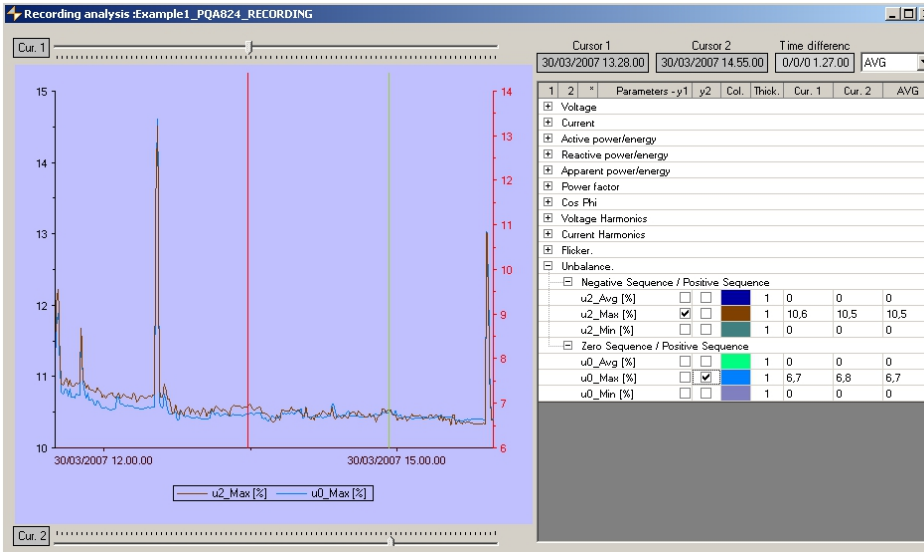 Recording analysis :Example1_PQA824_RECORDING
Cur. 1
Cursor 1 Cursor 2 Time differenc
30/03/2007 13.28.00 30/03/2007 14.55.00 0/0/0 1.27.00 AVG
1 2 * Parameters - y1 y2 Col. Thick. Cur. 1 Cur. 2 AVG
Voltage
Current
Active power/energy
Reactive power/energy
Apparent power/energy
Power factor
Cos Phi
Voltage Harmonics
Current Harmonics
Flicker.
Unbalance.
Negative Sequence / Positive Sequence
u2_Avg [%] 1 0 0 0
u2_Max [%] 1 10,6 10,5 10,5
u2_Min [%] 1 0 0 0
Zero Sequence / Positive Sequence
u0_Avg [%] 1 0 0 0
u0_Max [%] 1 6,7 6,8 6,7
u0_Min [%] 1 0 0 0
15
14
13
12
11
10
14
13
12
11
10
9
8
7
6
30/03/2007 12.00.00 30/03/2007 15.00.00
u2_Max [%] u0_Max [%]
Cur. 2